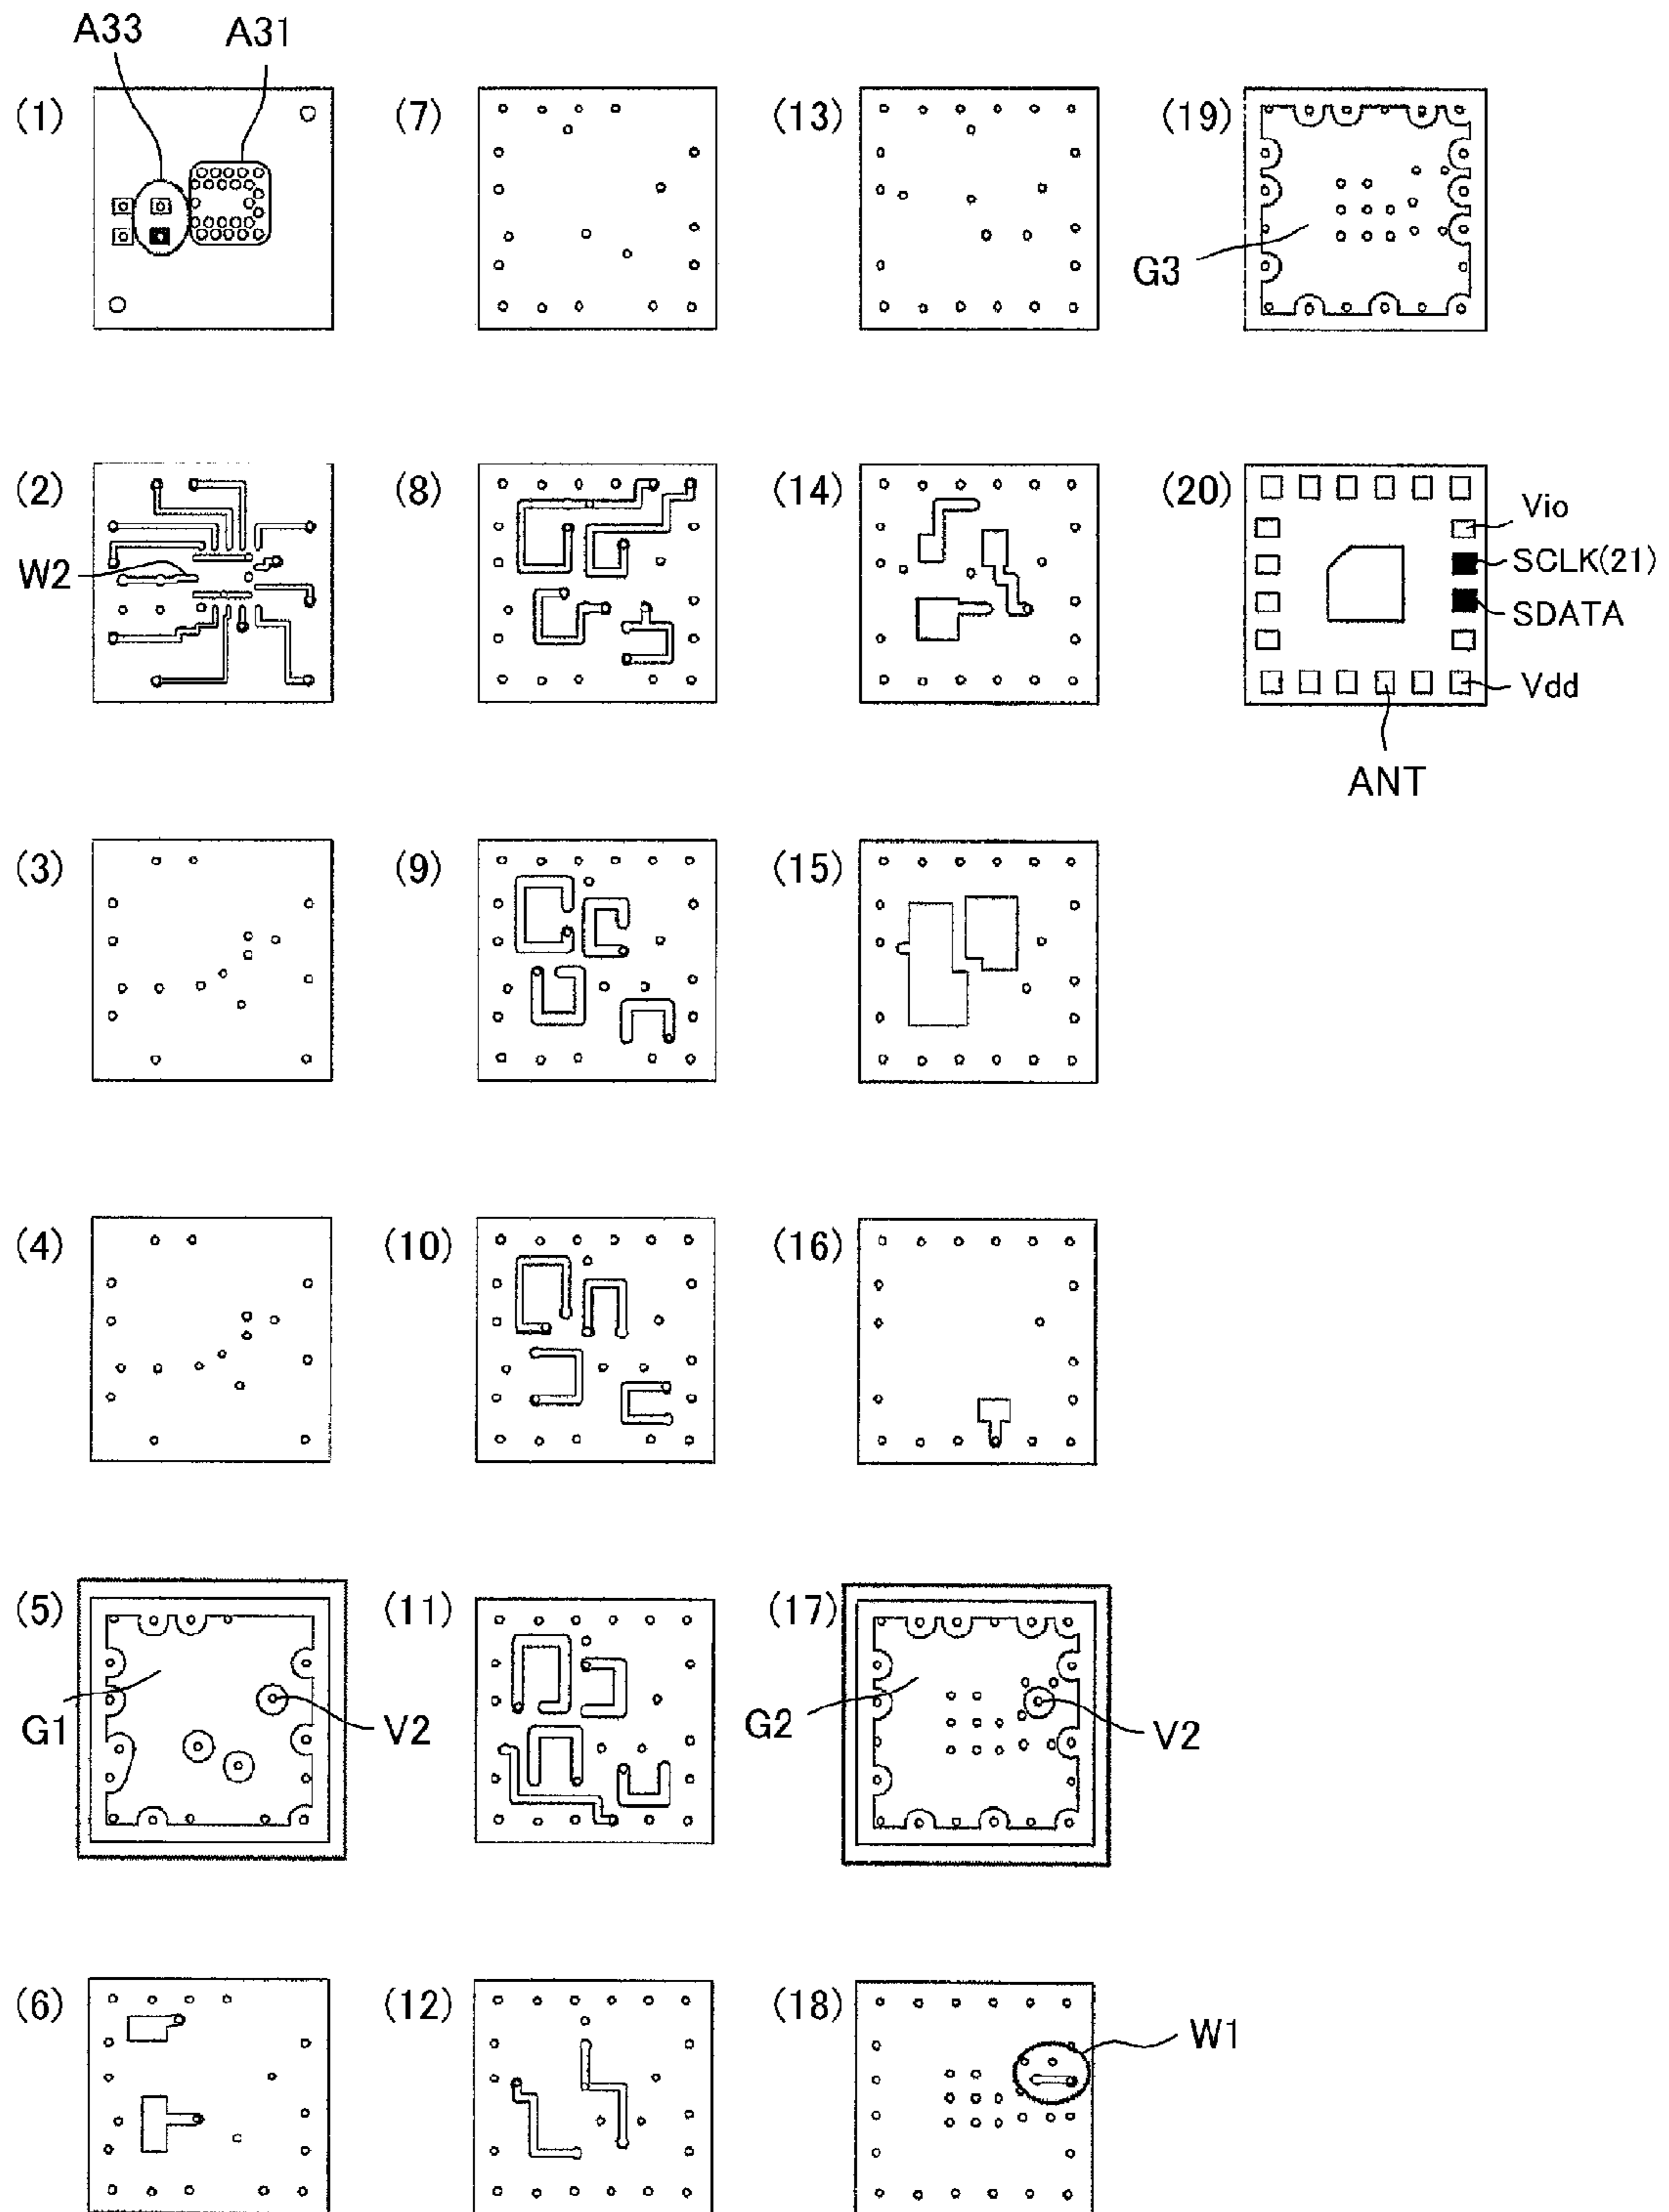 A33 A31
(1) (7) (13) (19)
G3
(2) (8) (14) (20)
W2
Vio
SCLK(21)
SDATA
Vdd
ANT
(3) (9) (15)
(4) (10) (16)
(5) (11) (17)
G1 V2 G2 V2
(6) (12) (18)
W1